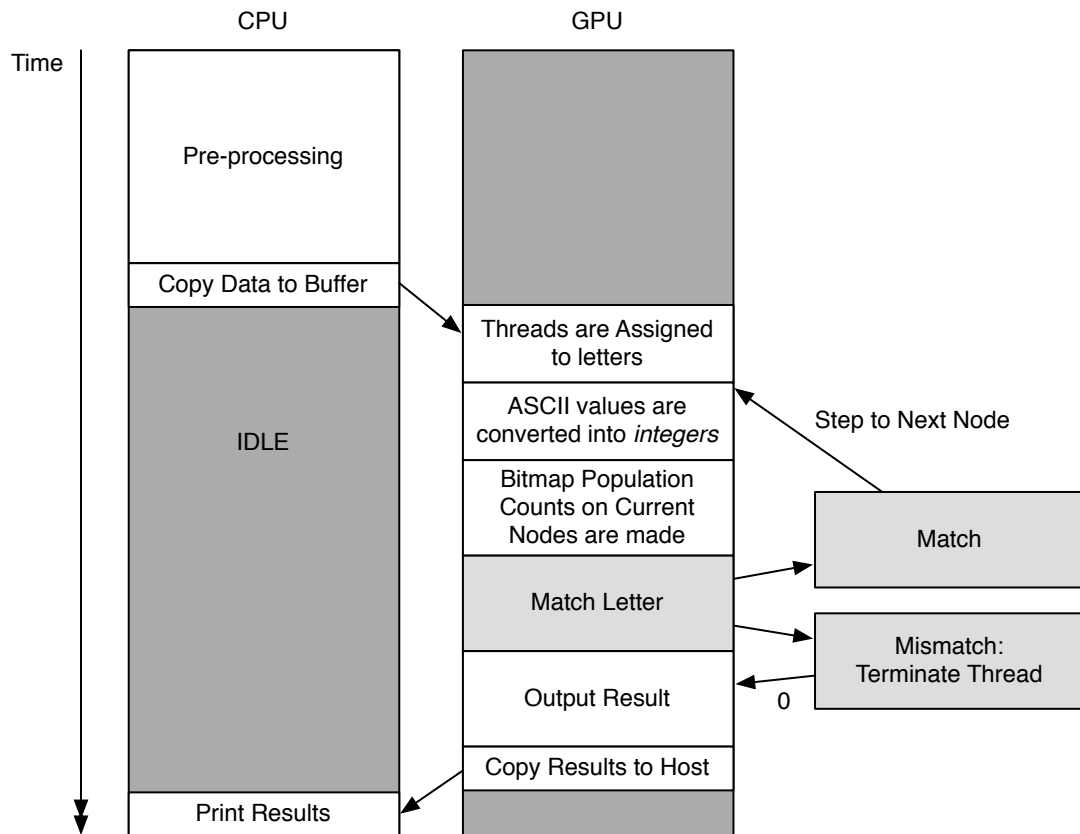 CPU
GPU
Time
Pre-processing
Copy Data to Buffer
Threads are Assigned
to letters
ASCII values are
converted into integers
Step to Next Node
IDLE
Bitmap Population
Counts on Current
Nodes are made
Match
Match Letter
Mismatch:
Terminate Thread
Output Result
0
Copy Results to Host
Print Results